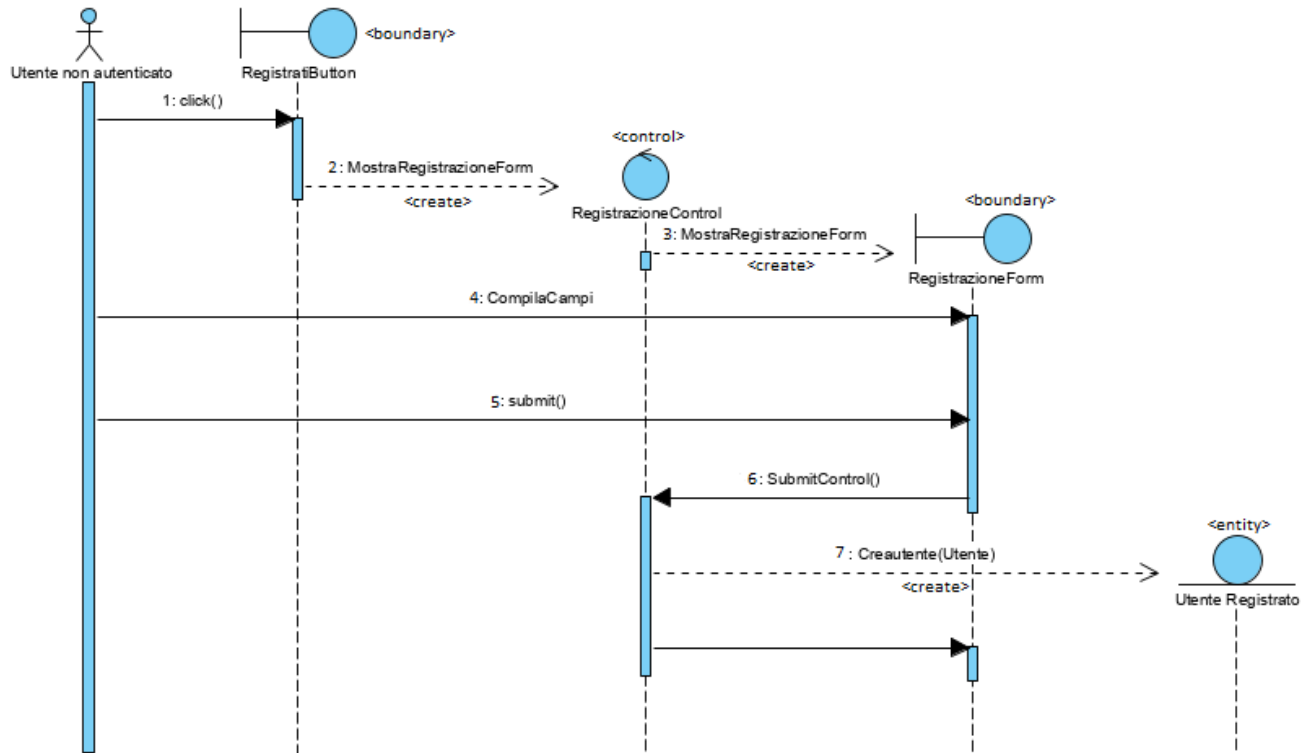 <boundary>
Utente non autenticato
RegistratiButton
1: click()
<control>
2: MostraRegistrazioneForm
<create>
RegistrazioneControl
<boundary>
3: MostraRegistrazioneForm
<create>
RegistrazioneForm
4: CompilaCampi
5: submit()
6: SubmitControl()
<entity>
7 : Creautente(Utente)
<create>
Utente Registrato